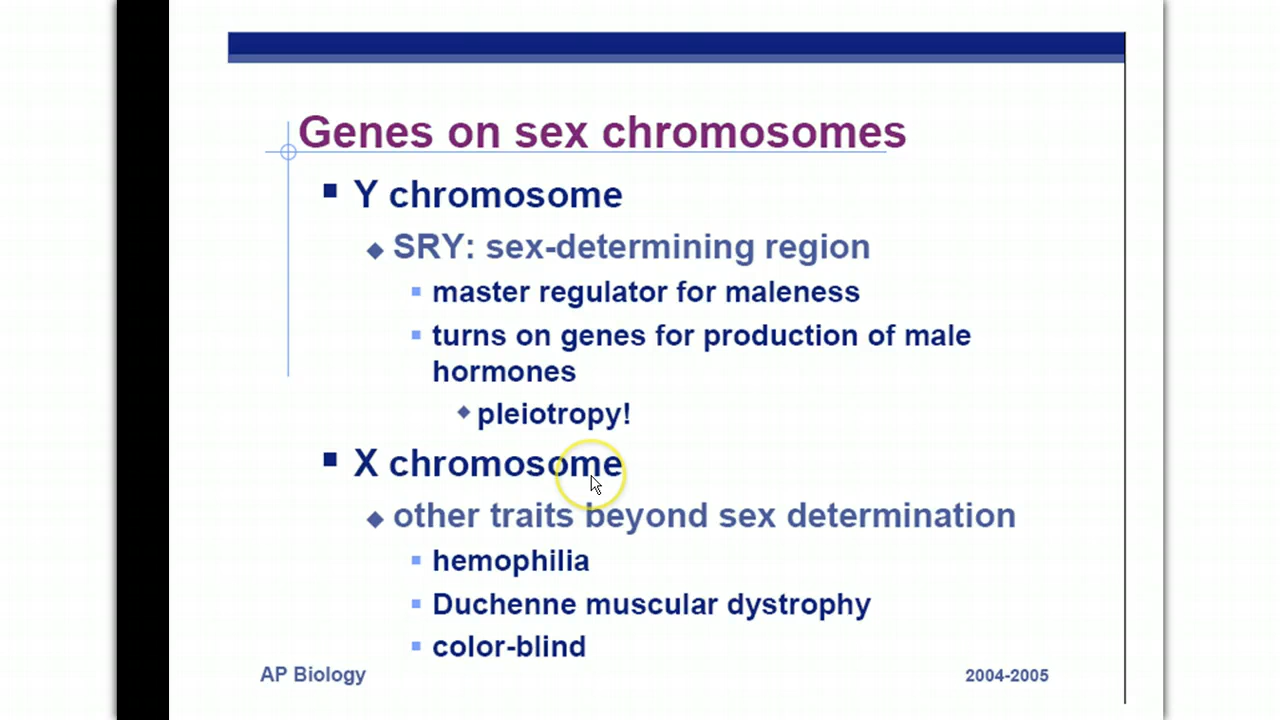 Genes on sex chromosomes
Y chromosome
SRY: sex-determining region
master regulator for maleness
turns on genes for production of male
hormones
pleiotropy!
X chromosome
other traits beyond sex determination
hemophilia
Duchenne muscular dystrophy
color-blind
AP Biology
2004-2005